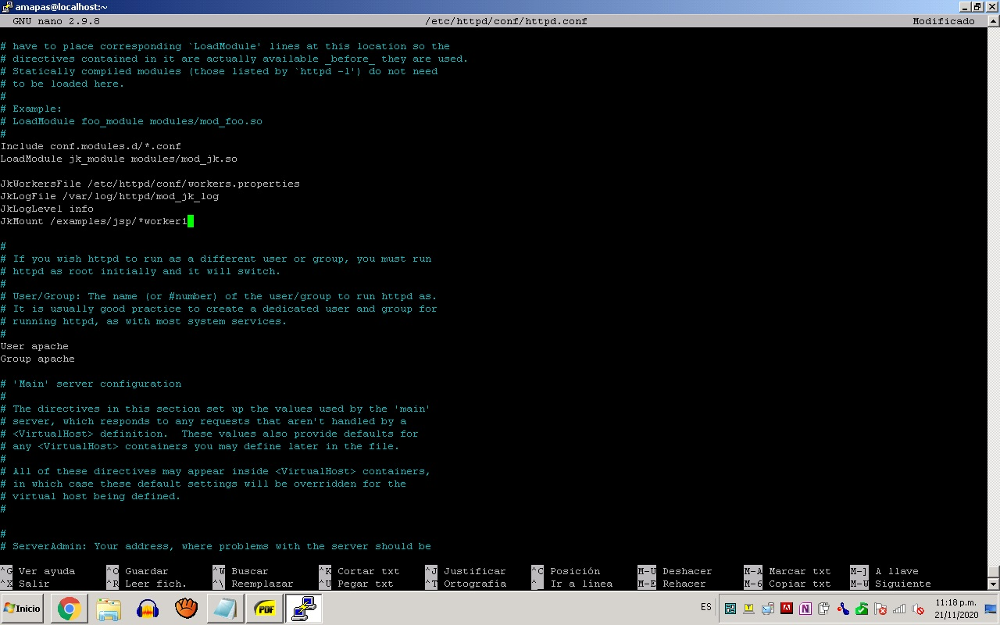 amapas@localhost:~
GNU nano 2.9.8 /etc/httpd/conf/httpd.conf Modificado
# have to place corresponding `LoadModule' lines at this location so the
# directives contained in it are actually available _before_ they are used.
# Statically compiled modules (those listed by `httpd -l') do not need
# to be loaded here.
#
# Example:
# LoadModule foo_module modules/mod_foo.so
#
Include conf.modules.d/*.conf
LoadModule jk_module modules/mod_jk.so
JkWorkersFile /etc/httpd/conf/workers.properties
JkLogFile /var/log/httpd/mod_jk_log
JkLogLevel info
JkMount /examples/jsp/*worker1
#
# If you wish httpd to run as a different user or group, you must run
# httpd as root initially and it will switch.
#
# User/Group: The name (or #number) of the user/group to run httpd as.
# It is usually good practice to create a dedicated user and group for
# running httpd, as with most system services.
#
User apache
Group apache
# 'Main' server configuration
#
# The directives in this section set up the values used by the 'main'
# server, which responds to any requests that aren't handled by a
# <VirtualHost> definition.  These values also provide defaults for
# any <VirtualHost> containers you may define later in the file.
#
# All of these directives may appear inside <VirtualHost> containers,
# in which case these default settings will be overridden for the
# virtual host being defined.
#
#
# ServerAdmin: Your address, where problems with the server should be
^G Ver ayuda ^O Guardar ^W Buscar ^K Cortar txt ^J Justificar ^C Posición M-U Deshacer M-A Marcar txt M-] A llave
^X Salir ^R Leer fich. ^\ Reemplazar ^U Pegar txt ^T Ortografía ^_ Ir a línea M-E Rehacer M-6 Copiar txt M-W Siguiente
Inicio PDF ES 11:18 p.m.
21/11/2020